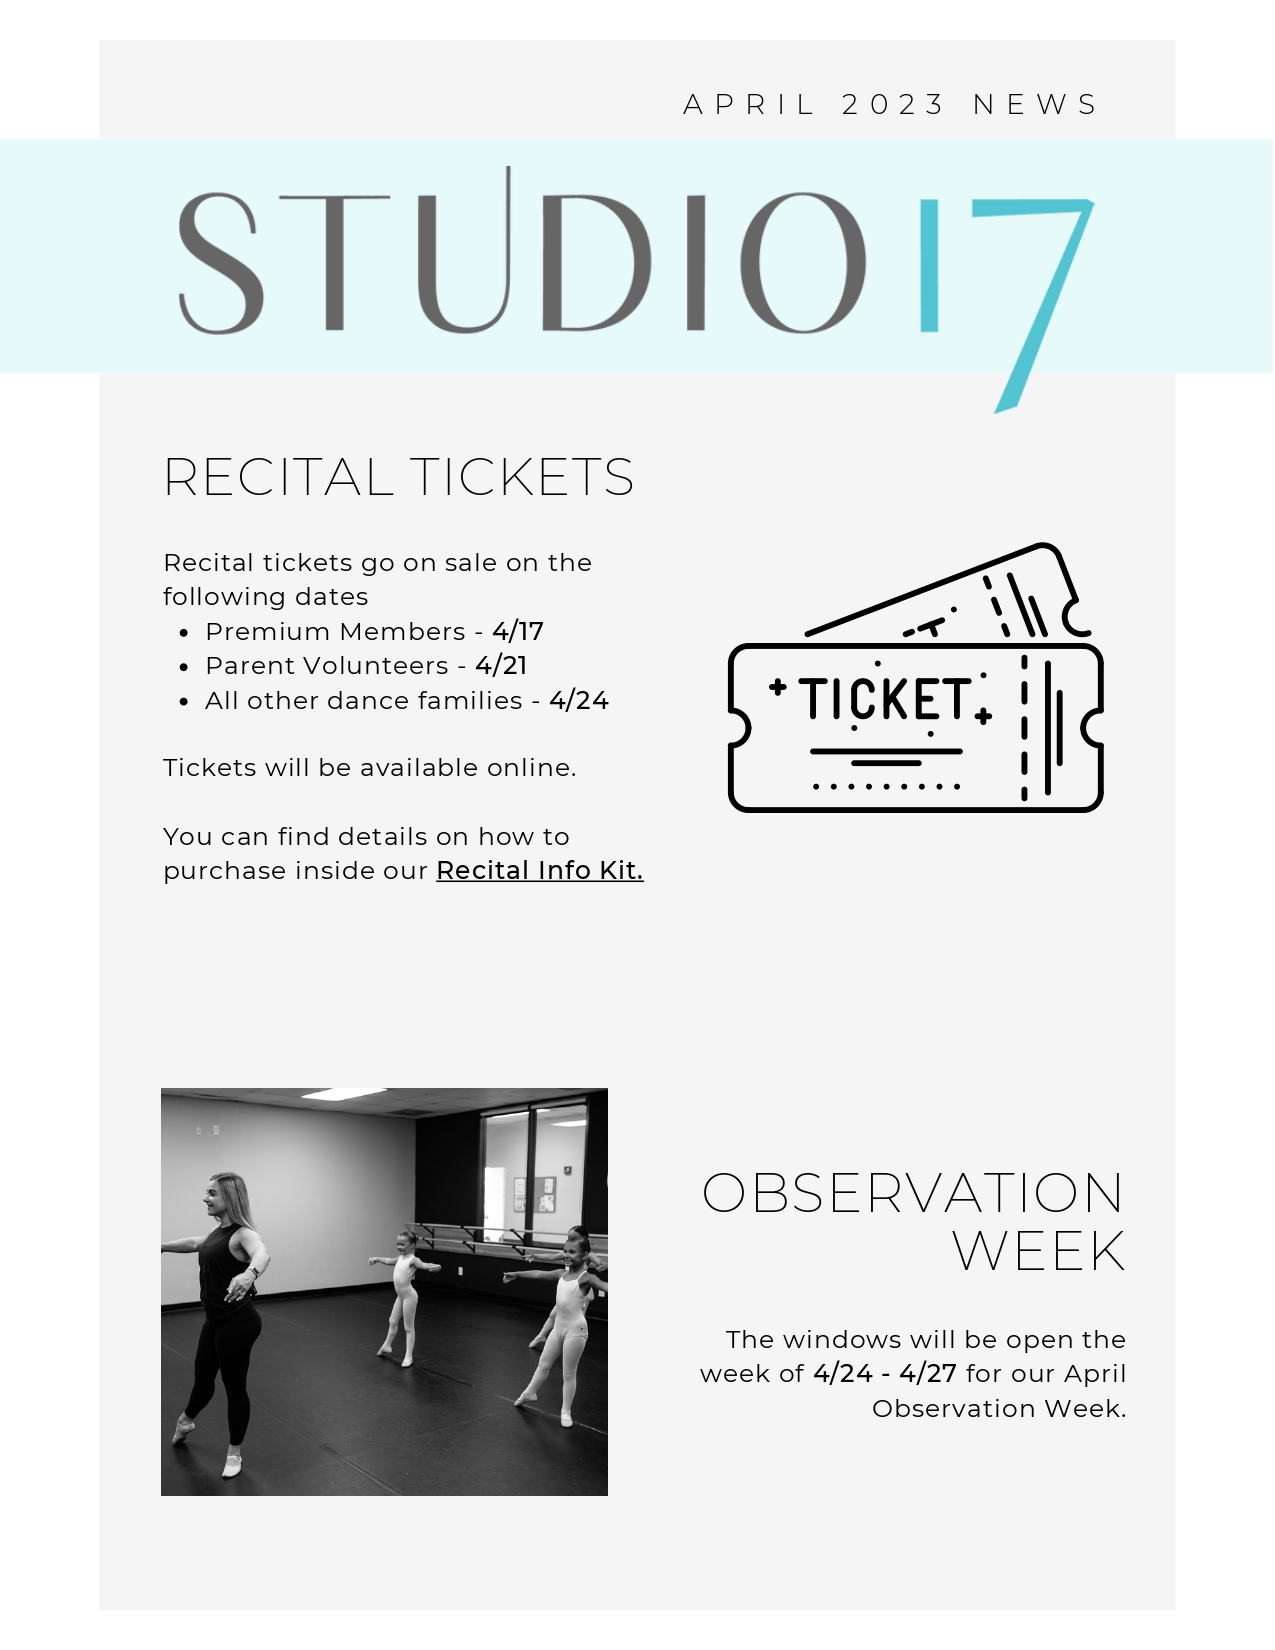 APRIL 2023 NEWS
STUDIO 17
RECITAL TICKETS
Recital tickets go on sale on the
following dates
• Premium Members - 4/17
• Parent Volunteers - 4/21
• All other dance families - 4/24
Tickets will be available online.
You can find details on how to
purchase inside our Recital Info Kit.
TICKET
OBSERVATION
WEEK
The windows will be open the
week of 4/24 - 4/27 for our April
Observation Week.